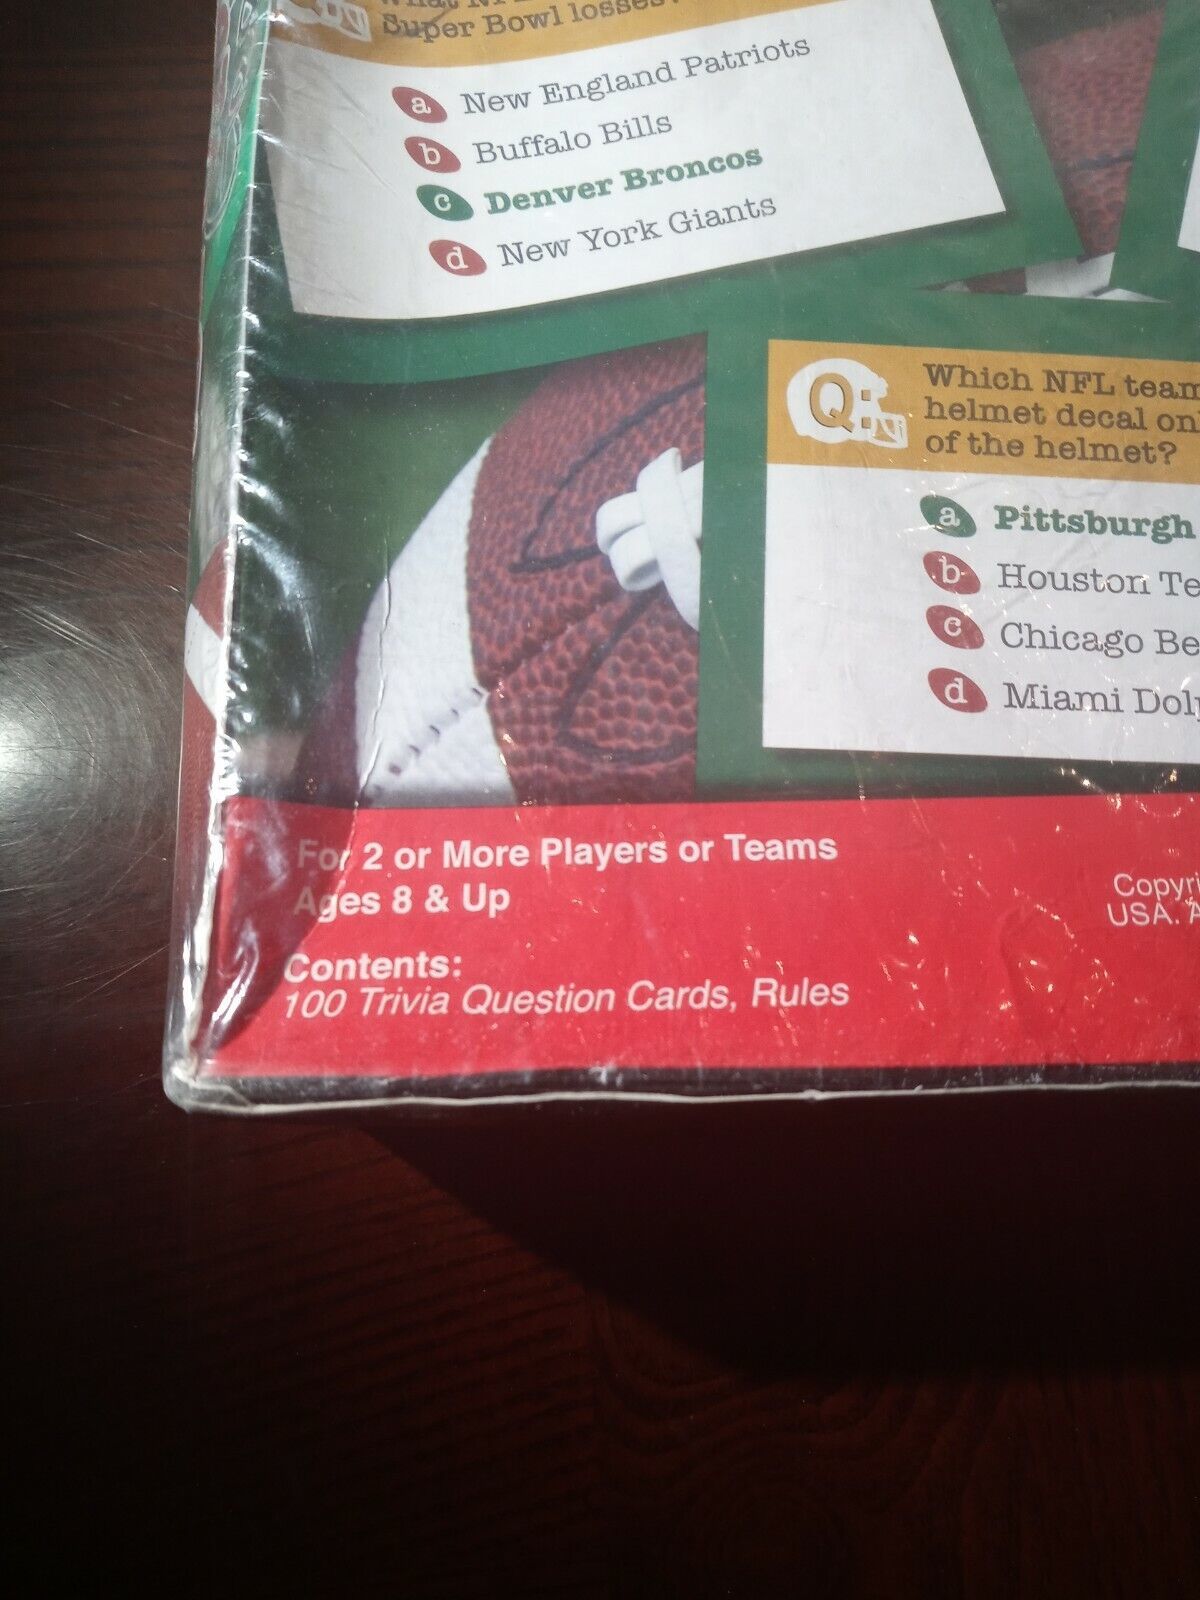 What
Super Bowl losses?
a New England Patriots
b Buffalo Bills
c Denver Broncos
d New York Giants
Q: Which NFL team
helmet decal on
of the helmet?
a Pittsburgh
b Houston Te
c Chicago Be
d Miami Dol
For 2 or More Players or Teams
Ages 8 & Up
Contents:
100 Trivia Question Cards, Rules
Copyri
USA. A